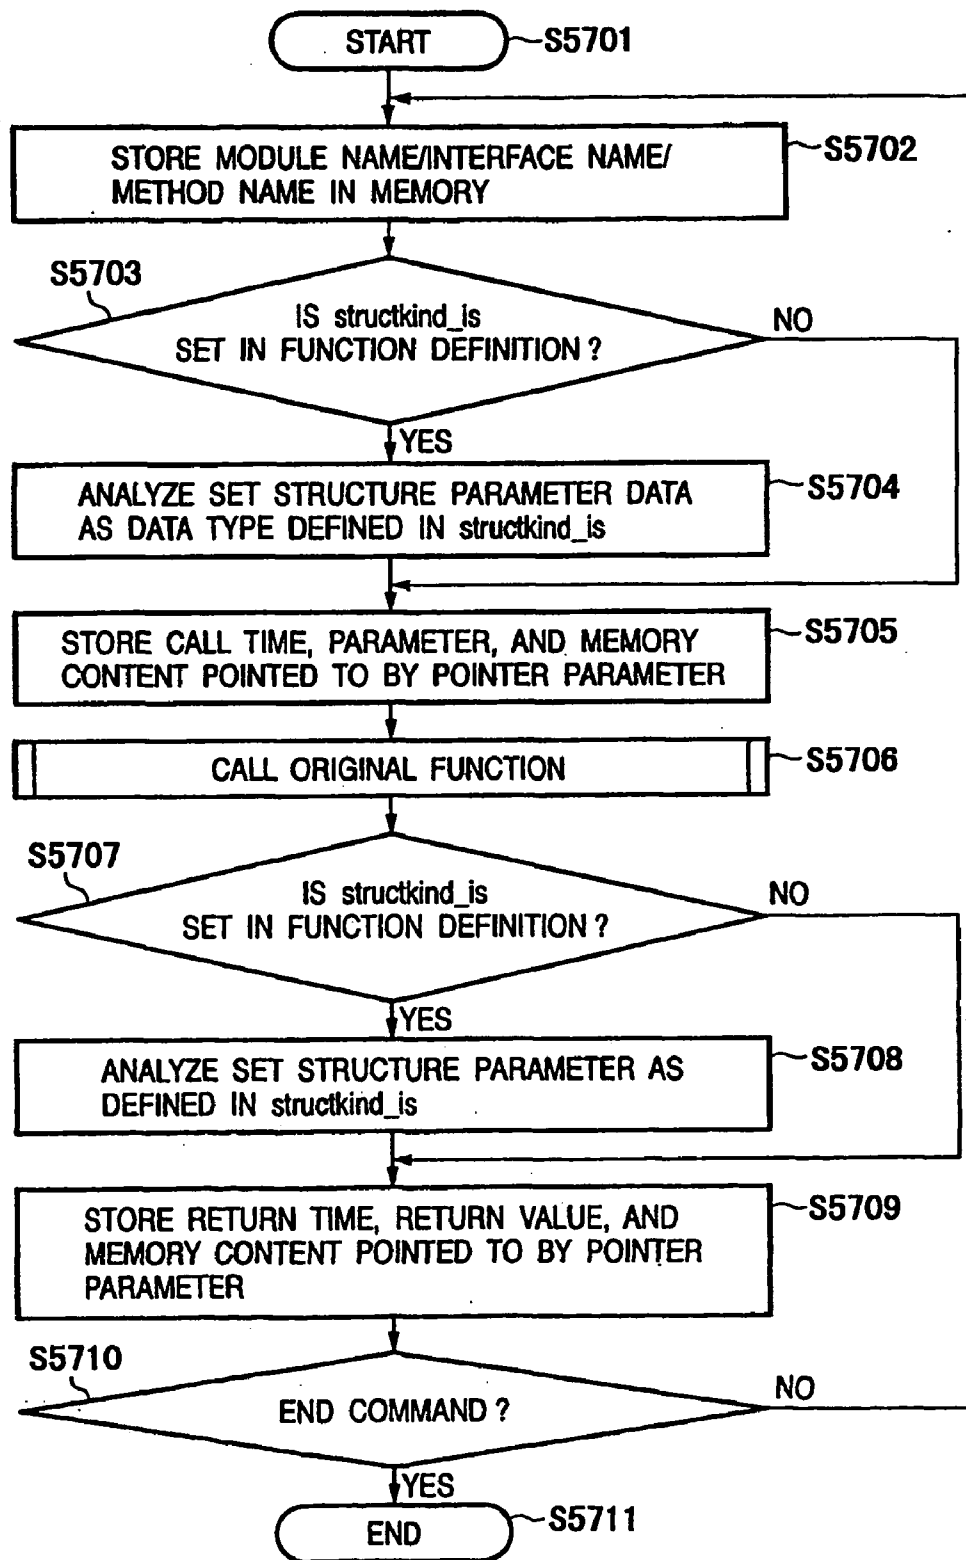 START
S5701
STORE MODULE NAME/INTERFACE NAME/
METHOD NAME IN MEMORY
S5702
S5703
IS structkind_is
SET IN FUNCTION DEFINITION ?
NO
YES
ANALYZE SET STRUCTURE PARAMETER DATA
AS DATA TYPE DEFINED IN structkind_is
S5704
STORE CALL TIME, PARAMETER, AND MEMORY
CONTENT POINTED TO BY POINTER PARAMETER
S5705
CALL ORIGINAL FUNCTION
S5706
S5707
IS structkind_is
SET IN FUNCTION DEFINITION ?
NO
YES
ANALYZE SET STRUCTURE PARAMETER AS
DEFINED IN structkind_is
S5708
STORE RETURN TIME, RETURN VALUE, AND
MEMORY CONTENT POINTED TO BY POINTER
PARAMETER
S5709
S5710
END COMMAND ?
NO
YES
END
S5711